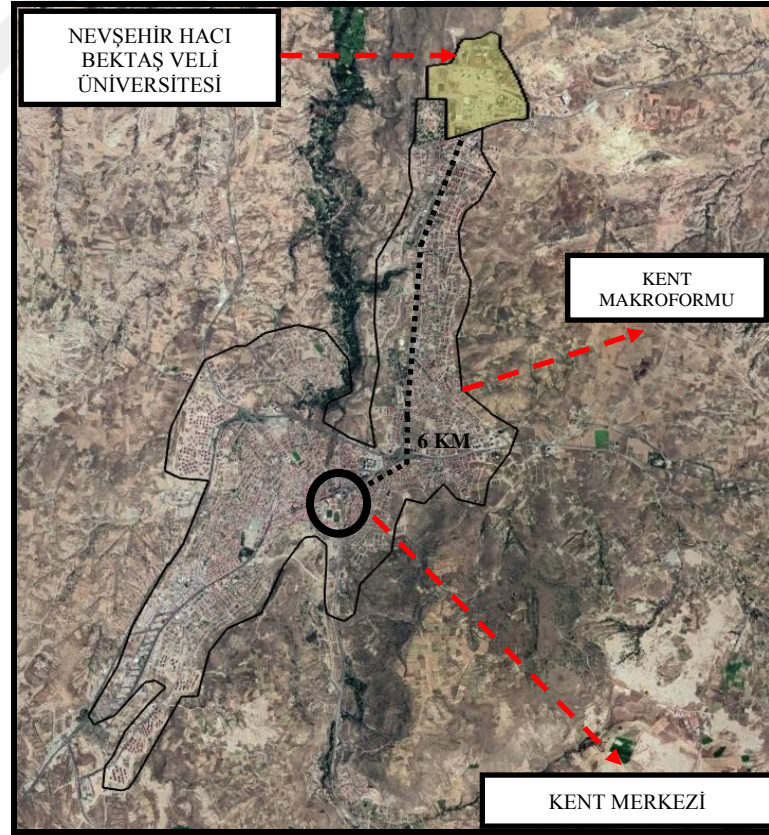 NEVŞEHİR HACI
BEKTAŞ VELİ
ÜNİVERSİTESİ
KENT
MAKROFORMU
6 KM
KENT MERKEZİ